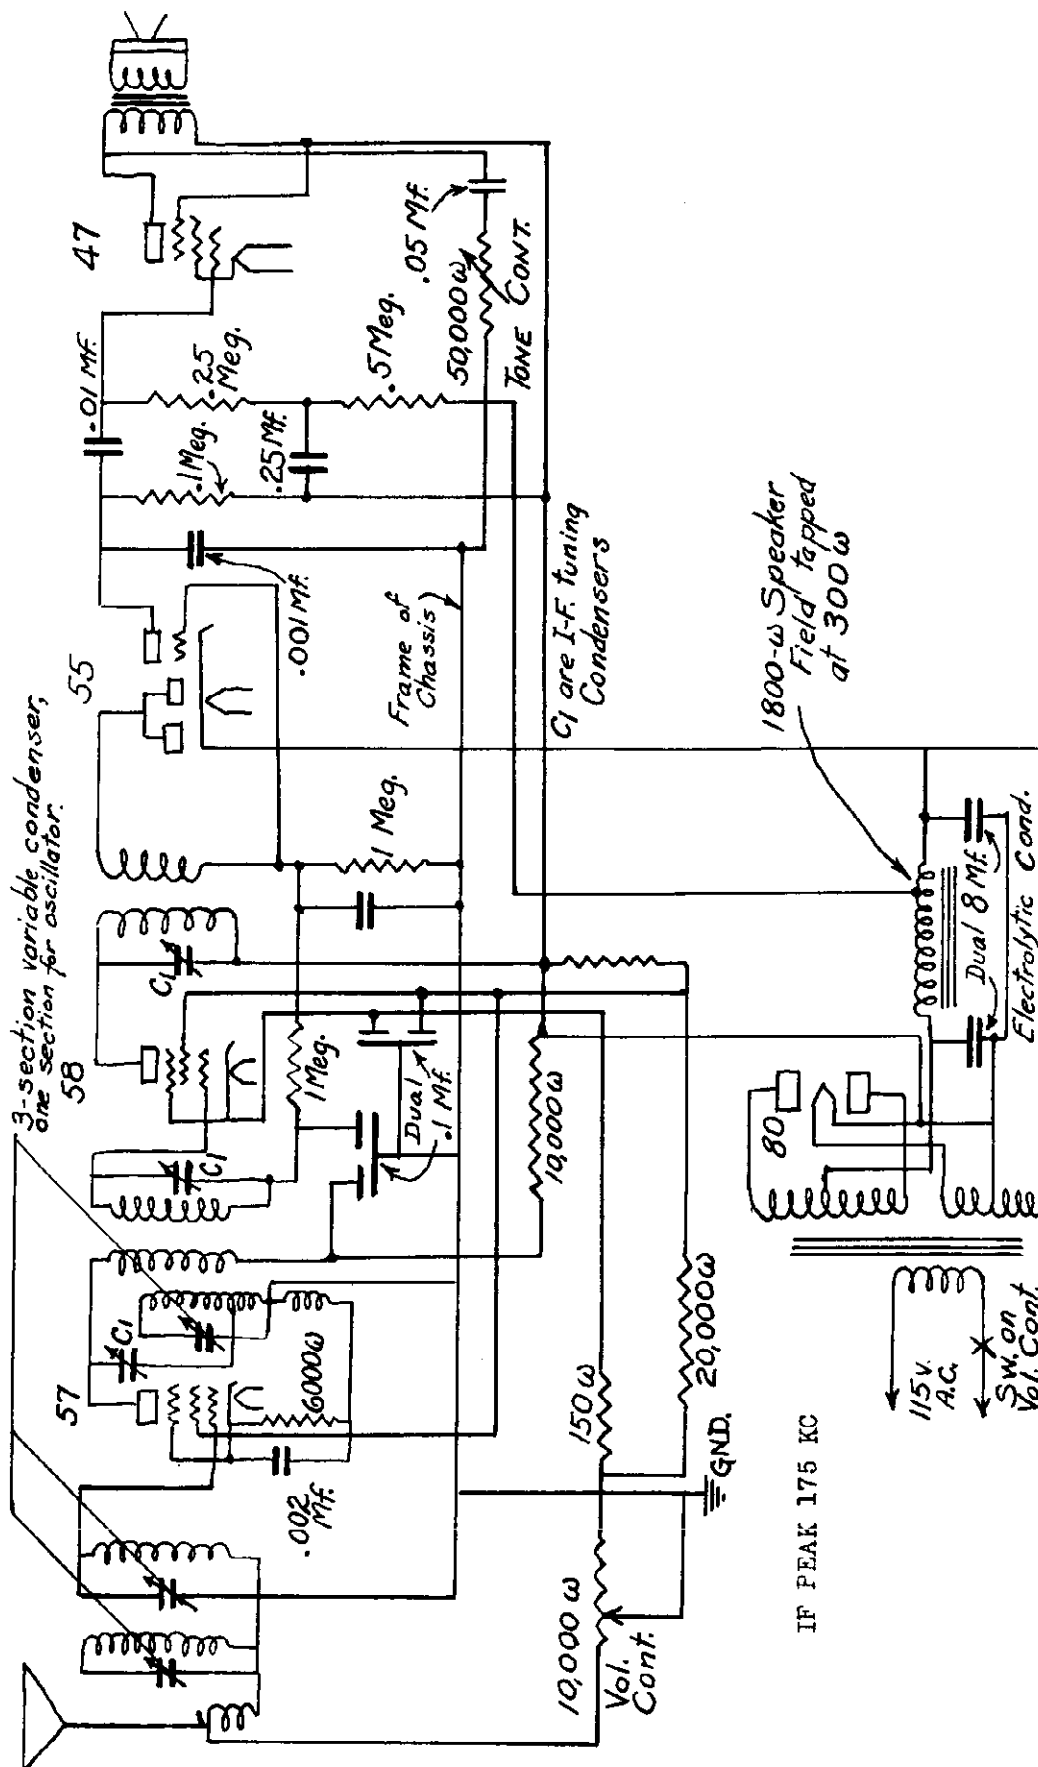 3-section variable condenser,
one section for oscillator.
57
58
55
47
C1
C1
C1
6000ω
.002
Mf.
1 Meg.
Dual
.1 Mf.
1 Meg.
.001 Mf.
.1 Meg.
.01 Mf.
.25
Meg.
.25 Mf.
.5 Meg.
.05 Mf.
50,000ω
TONE CONT.
Frame of
Chassis
C1 are I-F. tuning
Condensers
10,000ω
150ω
20,000ω
10,000ω
Vol.
Cont.
GND.
IF PEAK 175 KC
1800-ω Speaker
Field tapped
at 300ω
80
Dual 8 Mf.
Electrolytic Cond.
115 v.
A.C.
Sw. on
Vol. Cont.